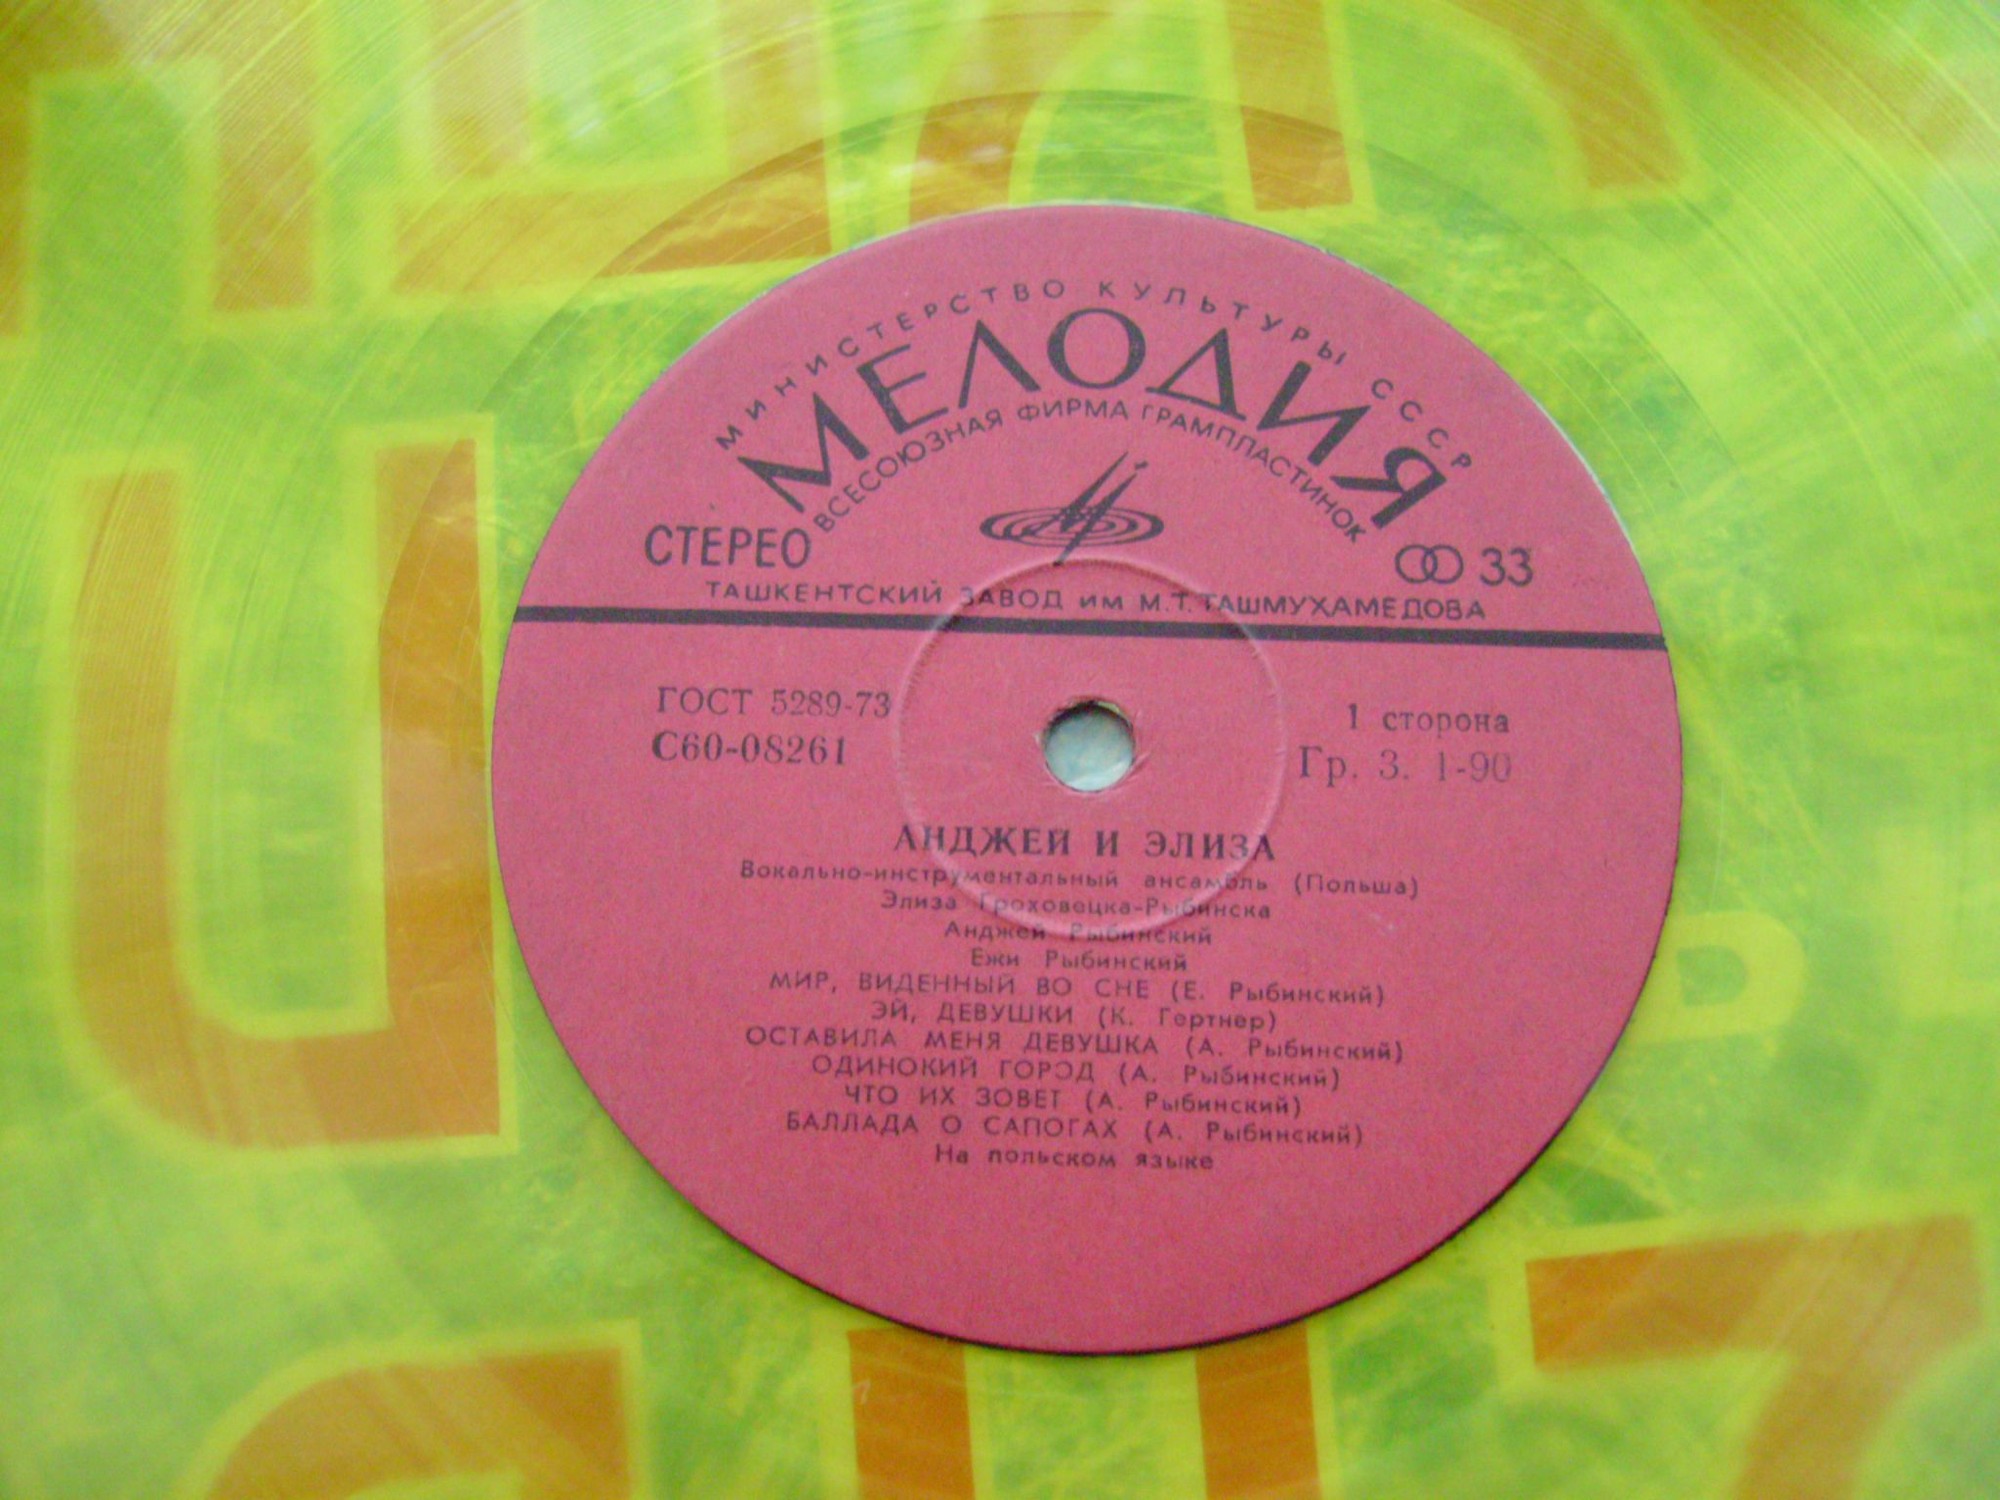 МИНИСТЕРСТВО КУЛЬТУРЫ СССР
МЕЛОДИЯ
ВСЕСОЮЗНАЯ ФИРМА ГРАМПЛАСТИНОК
СТЕРЕО
33
ТАШКЕНТСКИЙ ЗАВОД им М.Т. ТАШМУХАМЕДОВА
ГОСТ 5289-73
1 сторона
С60-08261
Гр. 3. 1-90
АНДЖЕЙ И ЭЛИЗА
Вокально-инструментальный ансамбль (Польша)
Элиза Гроховецка-Рыбинска
Анджей Рыбинский
Ежи Рыбинский
МИР, ВИДЕННЫЙ ВО СНЕ (Е. Рыбинский)
ЭЙ, ДЕВУШКИ (К. Гертнер)
ОСТАВИЛА МЕНЯ ДЕВУШКА (А. Рыбинский)
ОДИНОКИЙ ГОРОД (А. Рыбинский)
ЧТО ИХ ЗОВЕТ (А. Рыбинский)
БАЛЛАДА О САПОГАХ (А. Рыбинский)
На польском языке